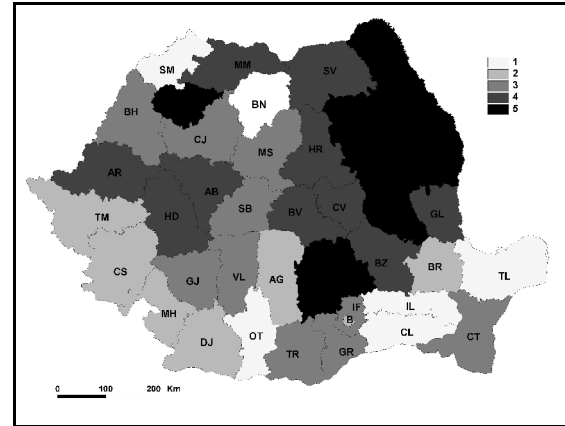 1
2
3
4
5
SM
MM
SV
BN
BH
CJ
MS
HR
AR
AB
HD
SB
BV
CV
GL
TM
CS
GJ
VL
AG
BZ
BR
TL
MH
DJ
OT
TR
IF
B
GR
IL
CL
CT
0 100 200 Km